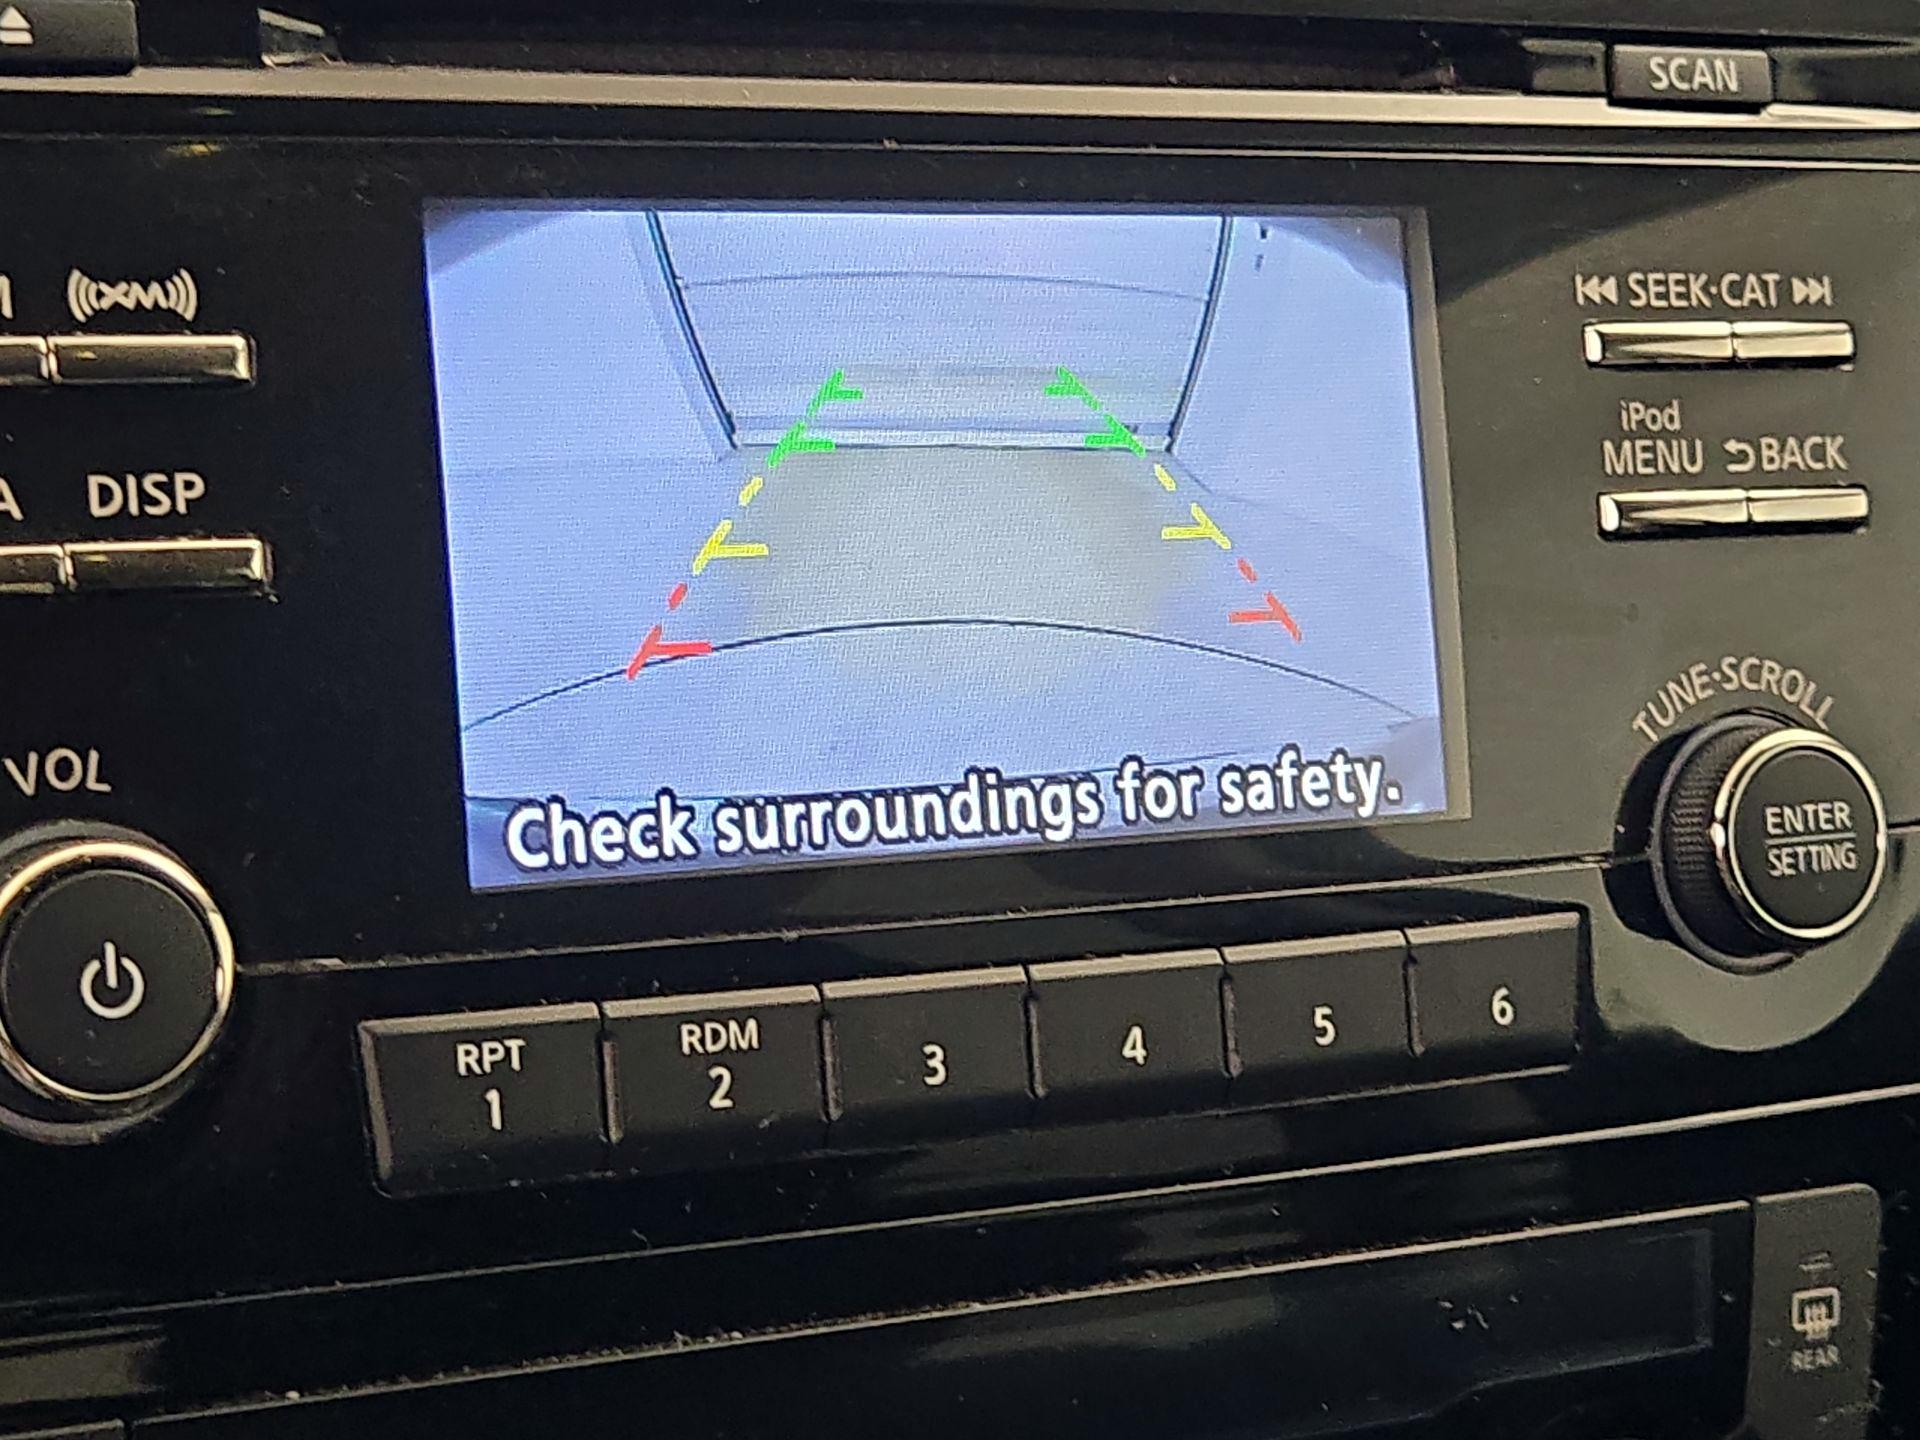 SCAN
XM
SEEK·CAT
iPod
MENU BACK
DISP
VOL
TUNE·SCROLL
ENTER
SETTING
Check surroundings for safety.
RPT
1
RDM
2
3
4
5
6
REAR